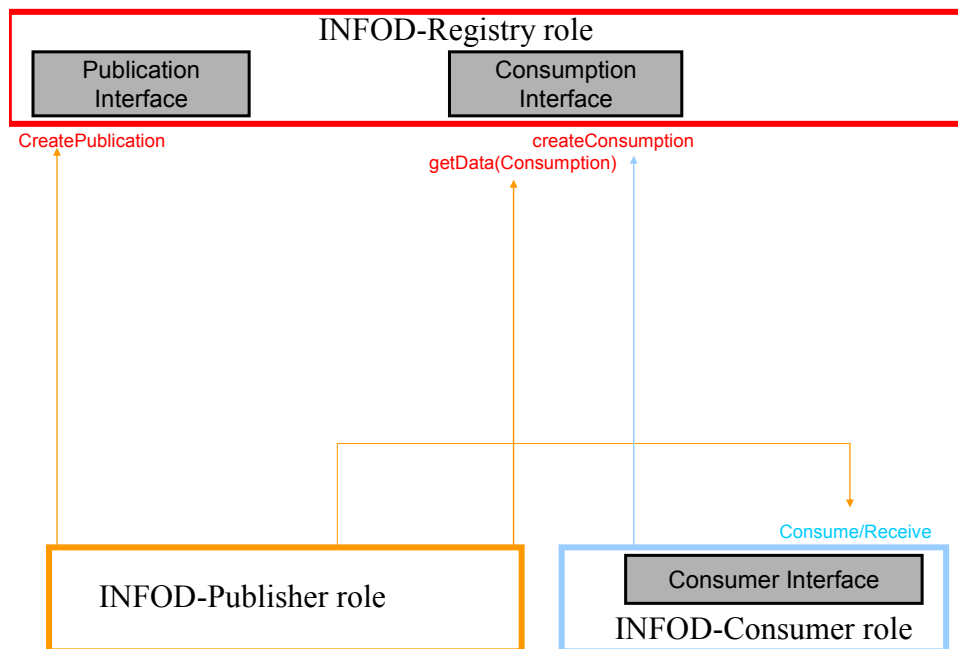 INFOD-Registry role
Publication
Interface
Consumption
Interface
CreatePublication
createConsumption
getData(Consumption)
Consume/Receive
INFOD-Publisher role
Consumer Interface
INFOD-Consumer role